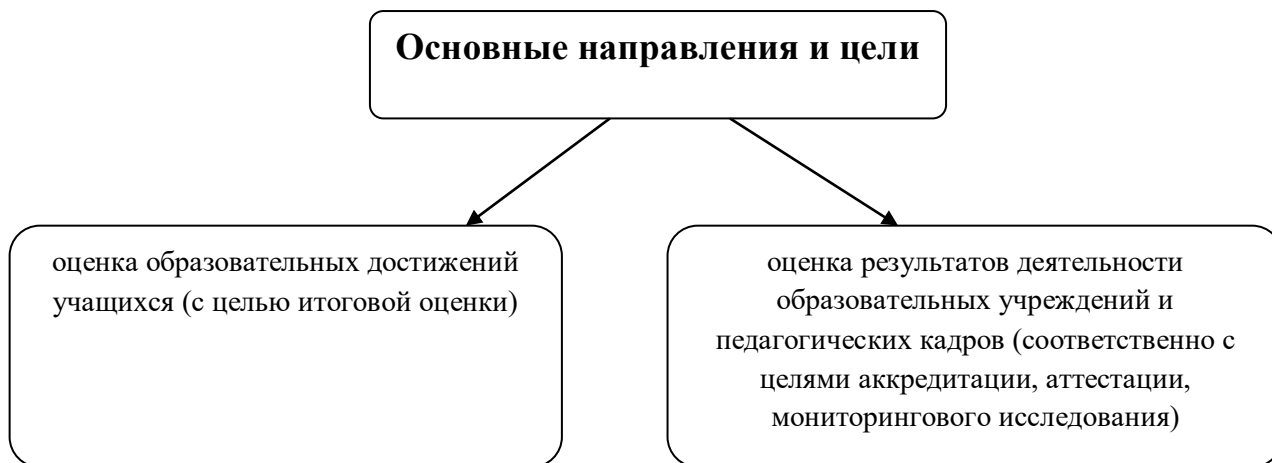 Основные направления и цели
оценка образовательных достижений
учащихся (с целью итоговой оценки)
оценка результатов деятельности
образовательных учреждений и
педагогических кадров (соответственно с
целями аккредитации, аттестации,
мониторингового исследования)